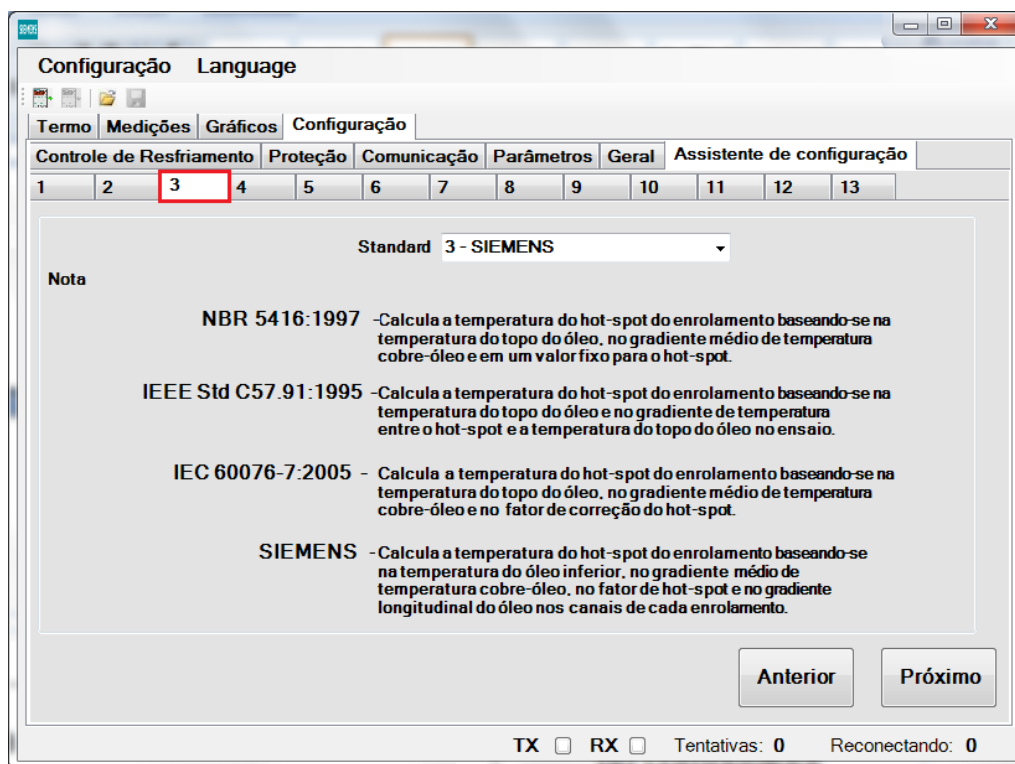 SIEMENS
Configuração Language
Termo Medições Gráficos Configuração
Controle de Resfriamento Proteção Comunicação Parâmetros Geral Assistente de configuração
1 2 3 4 5 6 7 8 9 10 11 12 13
Standard 3 - SIEMENS
Nota
NBR 5416:1997 -Calcula a temperatura do hot-spot do enrolamento baseando-se na
temperatura do topo do óleo, no gradiente médio de temperatura
cobre-óleo e em um valor fixo para o hot-spot.
IEEE Std C57.91:1995 -Calcula a temperatura do hot-spot do enrolamento baseando-se na
temperatura do topo do óleo e no gradiente de temperatura
entre o hot-spot e a temperatura do topo do óleo no ensaio.
IEC 60076-7:2005 - Calcula a temperatura do hot-spot do enrolamento baseando-se na
temperatura do topo do óleo, no gradiente médio de temperatura
cobre-óleo e no fator de correção do hot-spot.
SIEMENS -Calcula a temperatura do hot-spot do enrolamento baseando-se
na temperatura do óleo inferior, no gradiente médio de
temperatura cobre-óleo, no fator de hot-spot e no gradiente
longitudinal do óleo nos canais de cada enrolamento.
Anterior Próximo
TX RX Tentativas: 0 Reconectando: 0